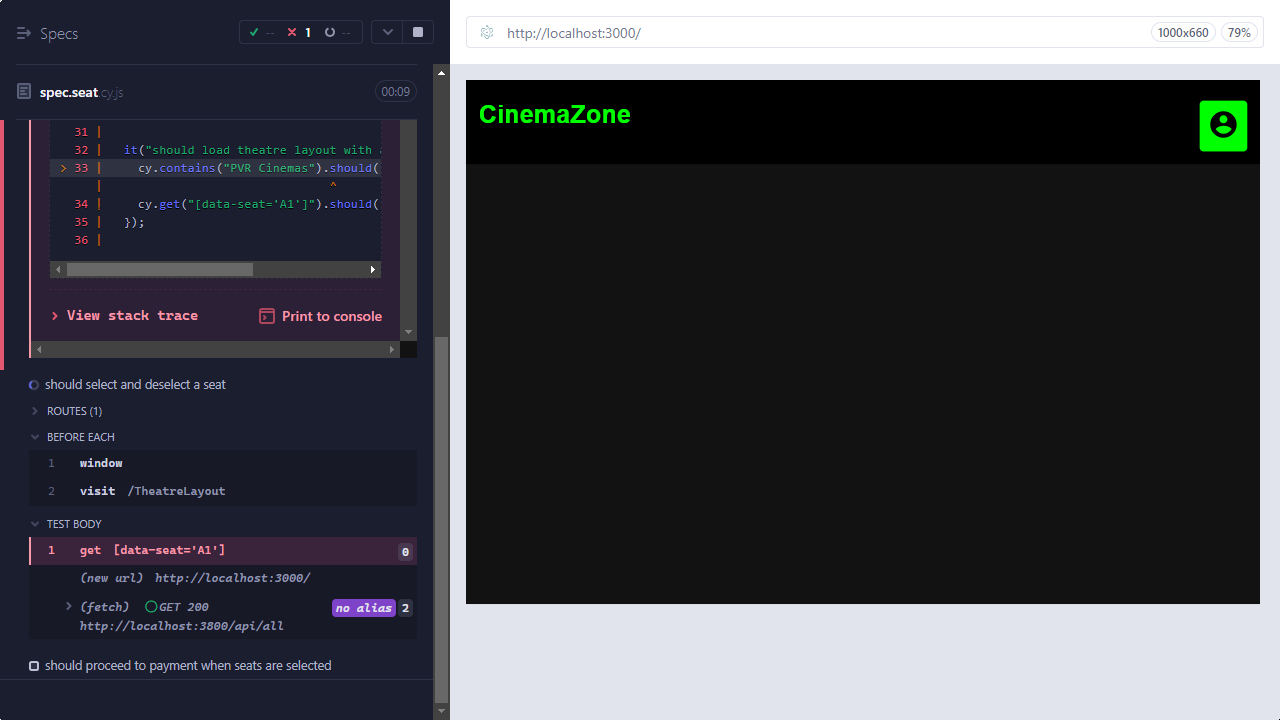 Specs
-- 1 --
spec.seat.cy.js
00:09
31 |
32 | it("should load theatre layout with
> 33 | cy.contains("PVR Cinemas").should(
| ^
34 | cy.get("[data-seat='A1']").should(
35 | });
36 |
View stack trace
Print to console
should select and deselect a seat
ROUTES (1)
BEFORE EACH
1 window
2 visit /TheatreLayout
TEST BODY
1 get [data-seat='A1'] 0
(new url) http://localhost:3000/
(fetch) GET 200 no alias 2
http://localhost:3800/api/all
should proceed to payment when seats are selected
http://localhost:3000/
1000x660
79%
CinemaZone